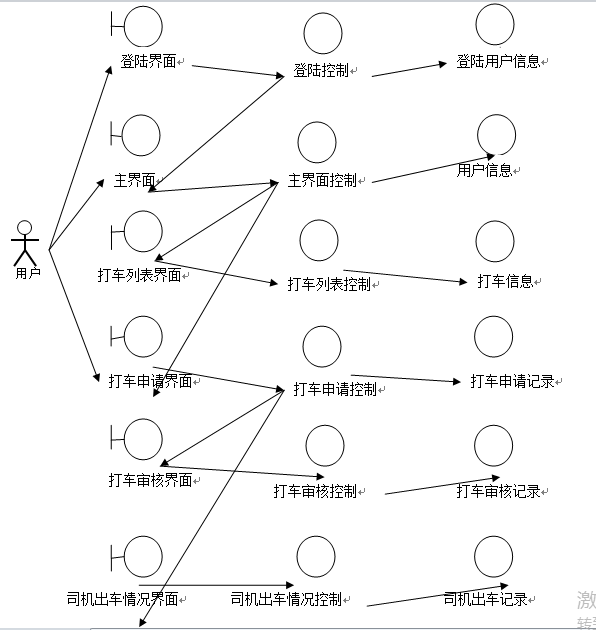 登陆界面
登陆控制
登陆用户信息
主界面
主界面控制
用户信息
用户
打车列表界面
打车列表控制
打车信息
打车申请界面
打车申请控制
打车申请记录
打车审核界面
打车审核控制
打车审核记录
司机出车情况界面
司机出车情况控制
司机出车记录
激